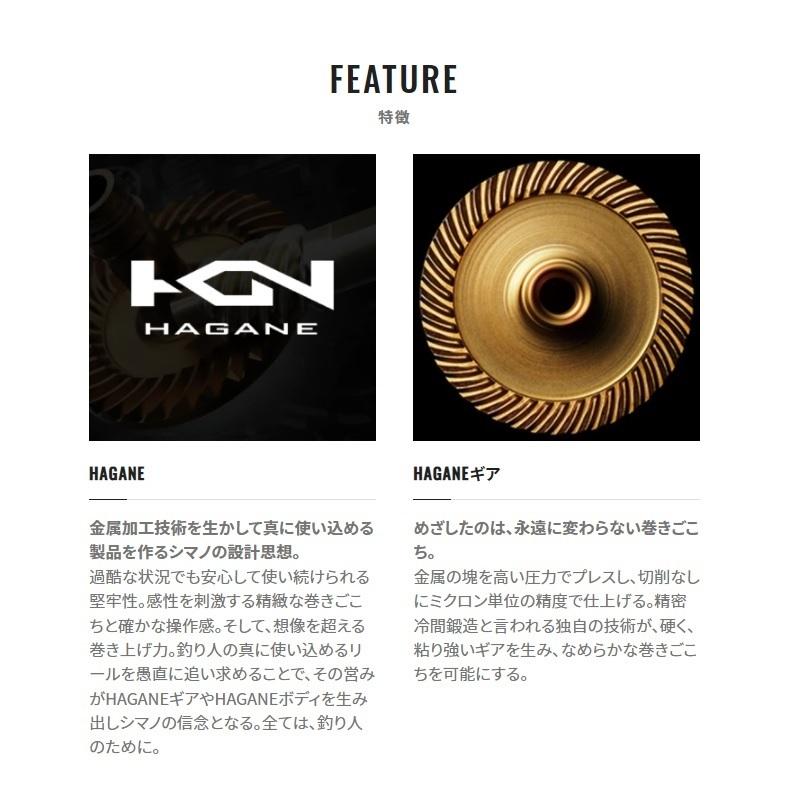 FEATURE
特徴
KGN
HAGANE
HAGANE
金属加工技術を生かして真に使い込める
製品を作るシマノの設計思想。
過酷な状況でも安心して使い続けられる
堅牢性。感性を刺激する精緻な巻きごこ
ちと確かな操作感。そして、想像を超える
巻き上げ力。釣り人の真に使い込めるリ
ールを愚直に追い求めることで、その営み
がHAGANEギアやHAGANEボディを生み
出しシマノの信念となる。全ては、釣り人
のために。
HAGANEギア
めざしたのは、永遠に変わらない巻きごこ
ち。
金属の塊を高い圧力でプレスし、切削なし
にミクロン単位の精度で仕上げる。精密
冷間鍛造と言われる独自の技術が、硬く、
粘り強いギアを生み、なめらかな巻きごこ
ちを可能にする。